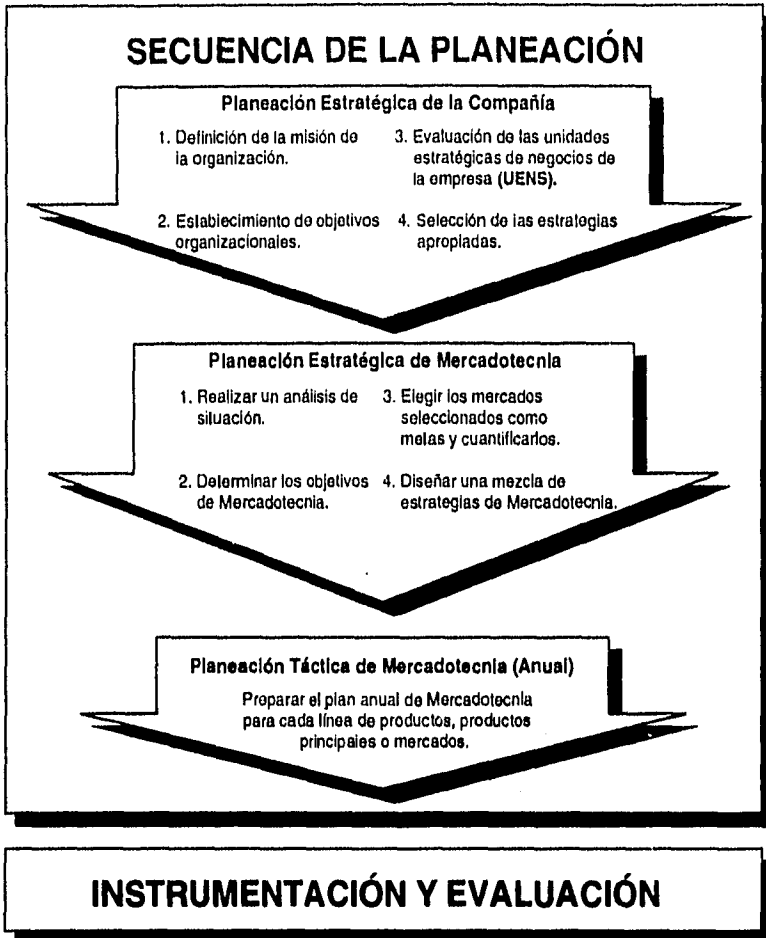 SECUENCIA DE LA PLANEACIÓN
Planeación Estratégica de la Compañía
1. Definición de la misión de
la organización.
2. Establecimiento de objetivos
organizacionales.
3. Evaluación de las unidades
estratégicas de negocios de
la empresa (UENS).
4. Selección de las estrategias
apropiadas.
Planeación Estratégica de Mercadotecnia
1. Realizar un análisis de
situación.
2. Determinar los objetivos
de Mercadotecnia.
3. Elegir los mercados
seleccionados como
metas y cuantificarlos.
4. Diseñar una mezcla de
estrategias de Mercadotecnia.
Planeación Táctica de Mercadotecnia (Anual)
Preparar el plan anual de Mercadotecnia
para cada línea de productos, productos
principales o mercados.
INSTRUMENTACIÓN Y EVALUACIÓN